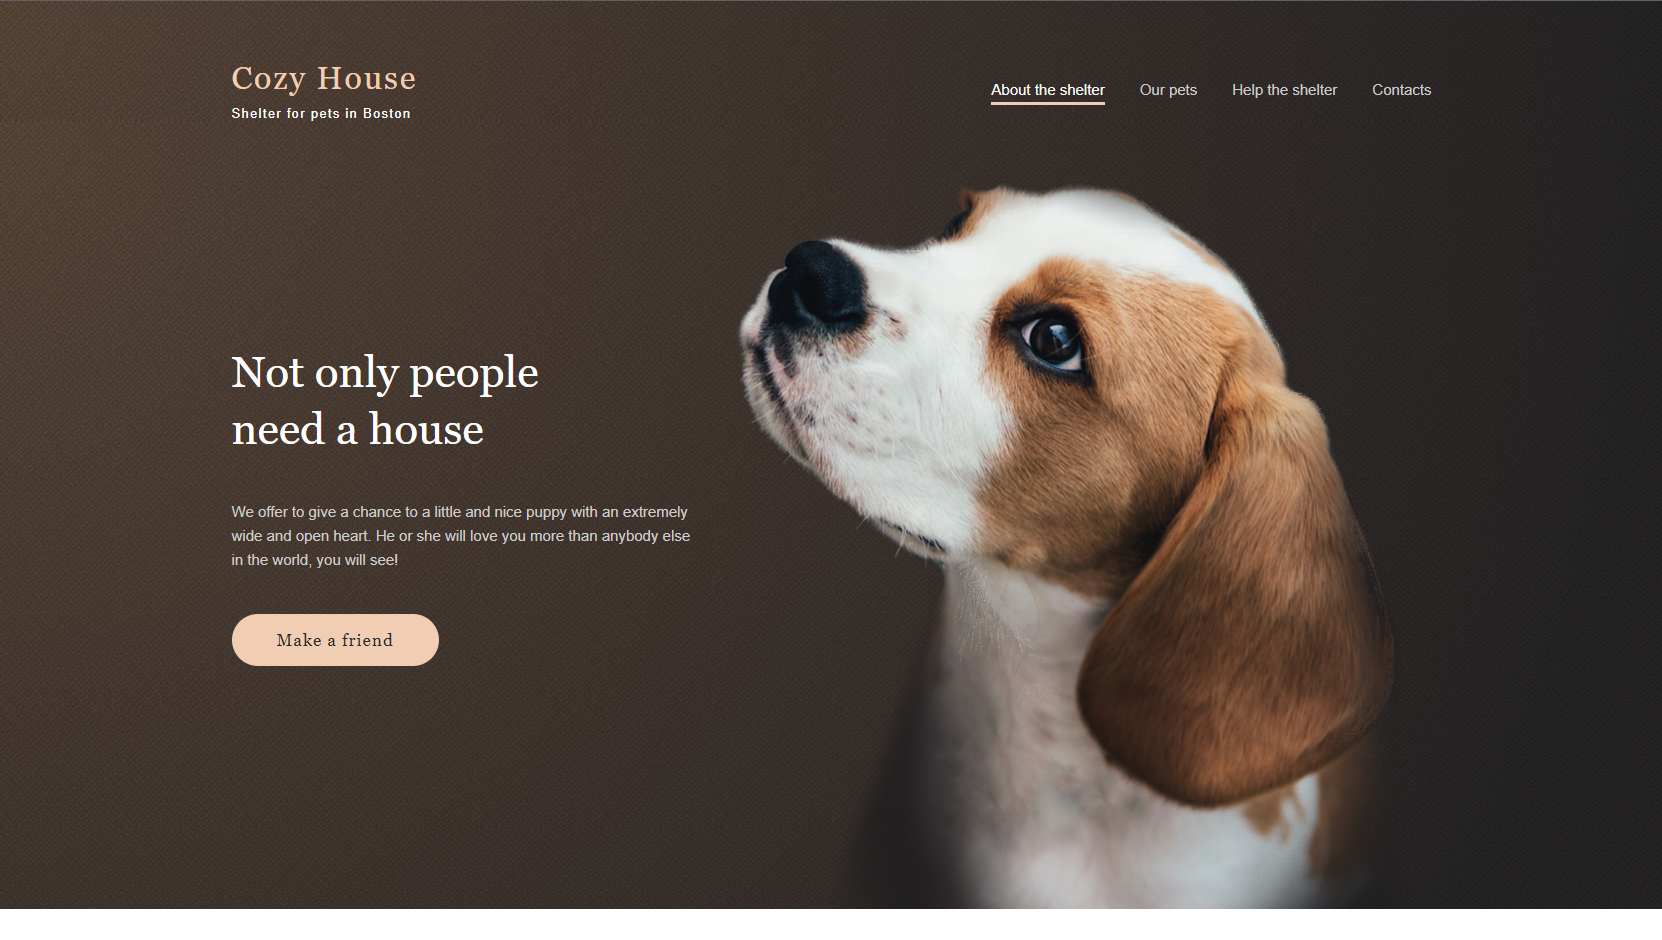 Cozy House
Shelter for pets in Boston
About the shelter
Our pets
Help the shelter
Contacts
Not only people
need a house
We offer to give a chance to a little and nice puppy with an extremely
wide and open heart. He or she will love you more than anybody else
in the world, you will see!
Make a friend